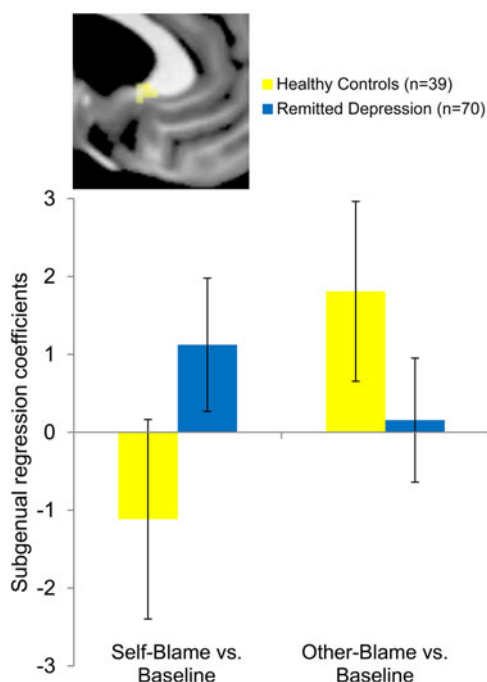 Healthy Controls (n=39)
Remitted Depression (n=70)
Subgenual regression coefficients
3
2
1
0
-1
-2
-3
Self-Blame vs.
Baseline
Other-Blame vs.
Baseline